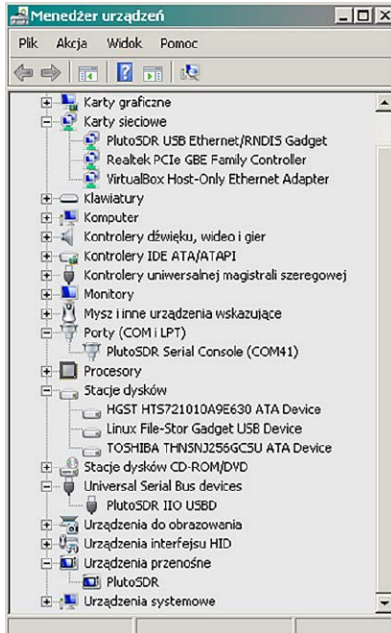 Menedżer urządzeń
Plik Akcja Widok Pomoc
Karty graficzne
Karty sieciowe
PlutoSDR USB Ethernet/RNDIS Gadget
Realtek PCIe GBE Family Controller
VirtualBox Host-Only Ethernet Adapter
Klawiatury
Komputer
Kontrolery dźwięku, wideo i gier
Kontrolery IDE ATA/ATAPI
Kontrolery uniwersalnej magistrali szeregowej
Monitory
Mysz i inne urządzenia wskazujące
Porty (COM i LPT)
PlutoSDR Serial Console (COM41)
Procesory
Stacje dysków
HGST HTS721010A9E630 ATA Device
Linux File-Stor Gadget USB Device
TOSHIBA THNSNJ256GCSU ATA Device
Stacje dysków CD-ROM/DVD
Universal Serial Bus devices
PlutoSDR IIO USBD
Urządzenia do obrazowania
Urządzenia interfejsu HID
Urządzenia przenośne
PlutoSDR
Urządzenia systemowe